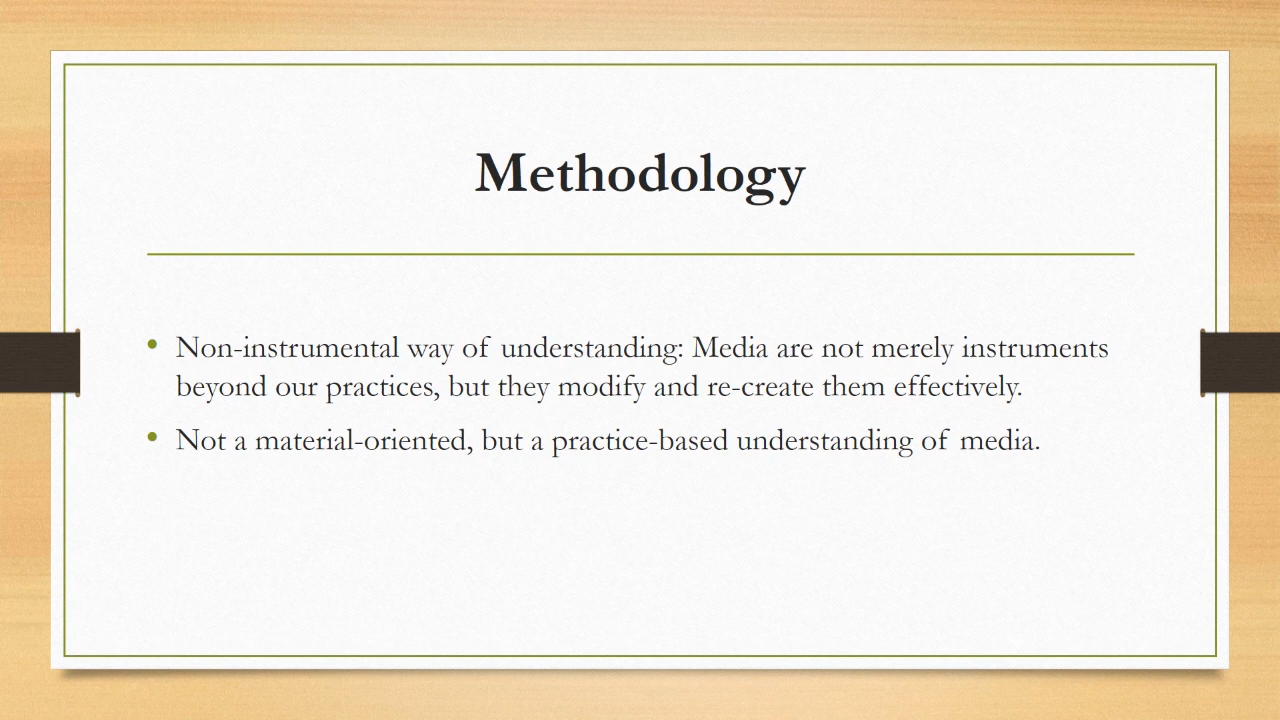 Methodology
• Non-instrumental way of understanding: Media are not merely instruments
beyond our practices, but they modify and re-create them effectively.
• Not a material-oriented, but a practice-based understanding of media.